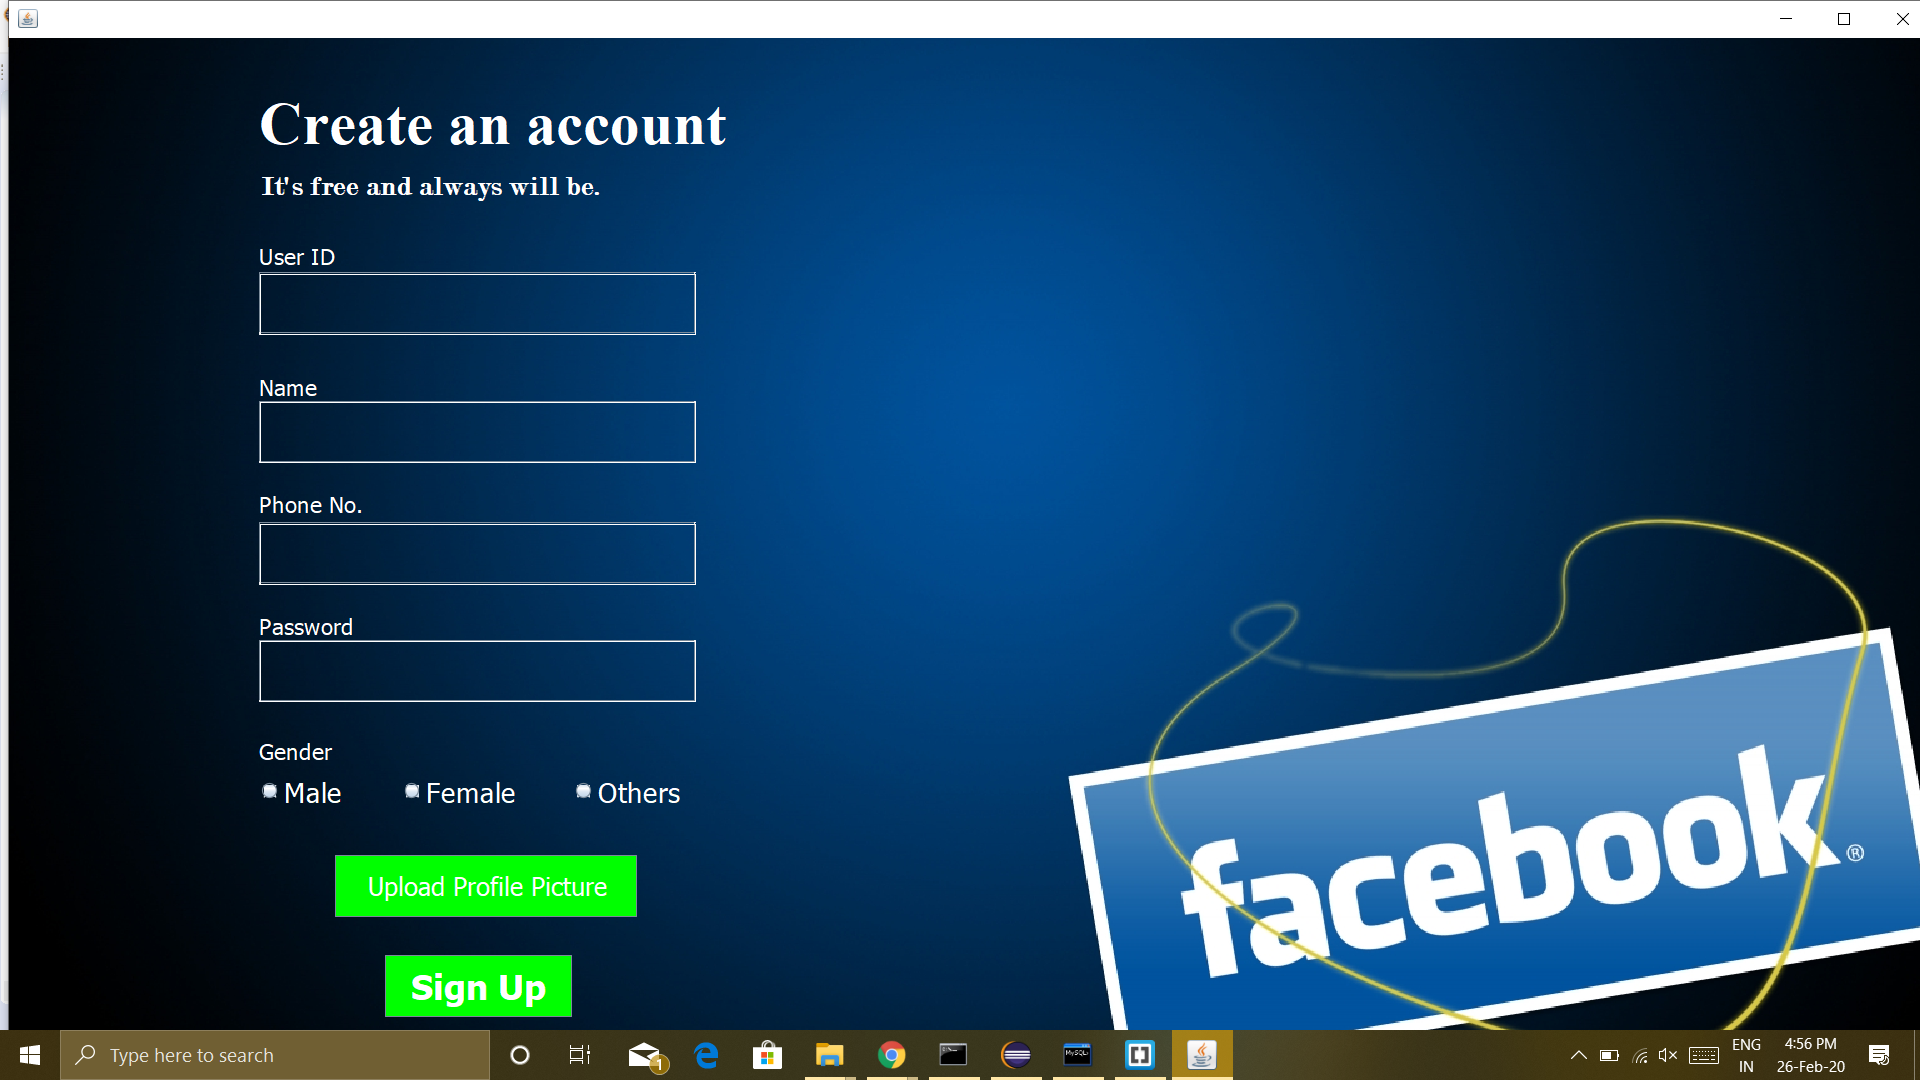 Create an account
It's free and always will be.
User ID
Name
Phone No.
Password
Gender
Male Female Others
Upload Profile Picture
Sign Up
facebook®
Type here to search
1
MySQL
ENG
IN
4:56 PM
26-Feb-20